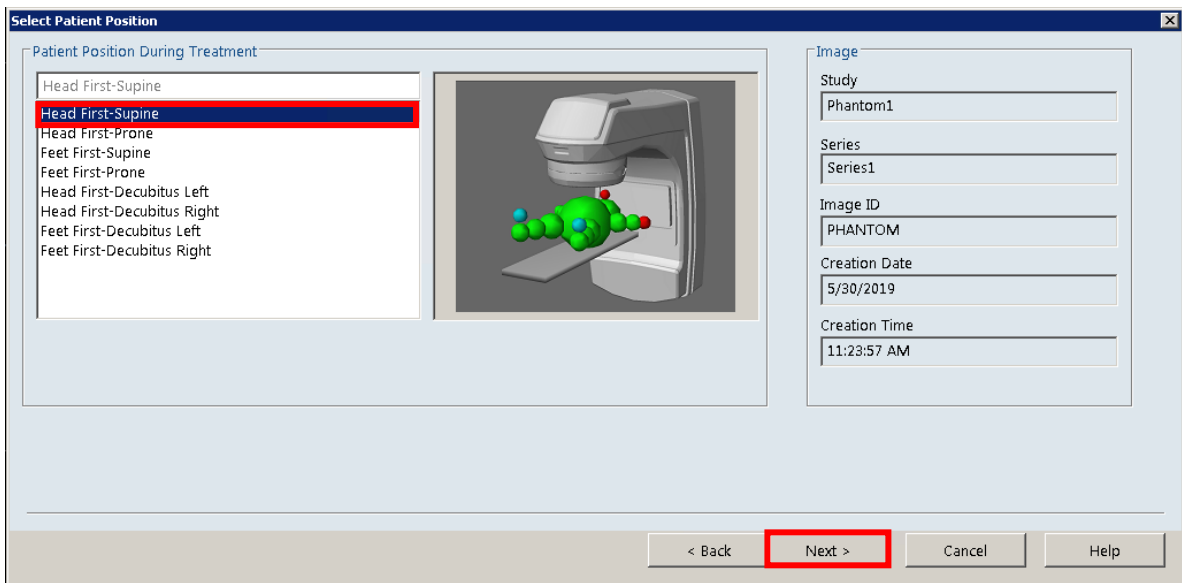 Select Patient Position
Patient Position During Treatment
Head First-Supine
Head First-Supine
Head First-Prone
Feet First-Supine
Feet First-Prone
Head First-Decubitus Left
Head First-Decubitus Right
Feet First-Decubitus Left
Feet First-Decubitus Right
Image
Study
Phantom1
Series
Series1
Image ID
PHANTOM
Creation Date
5/30/2019
Creation Time
11:23:57 AM
< Back
Next >
Cancel
Help